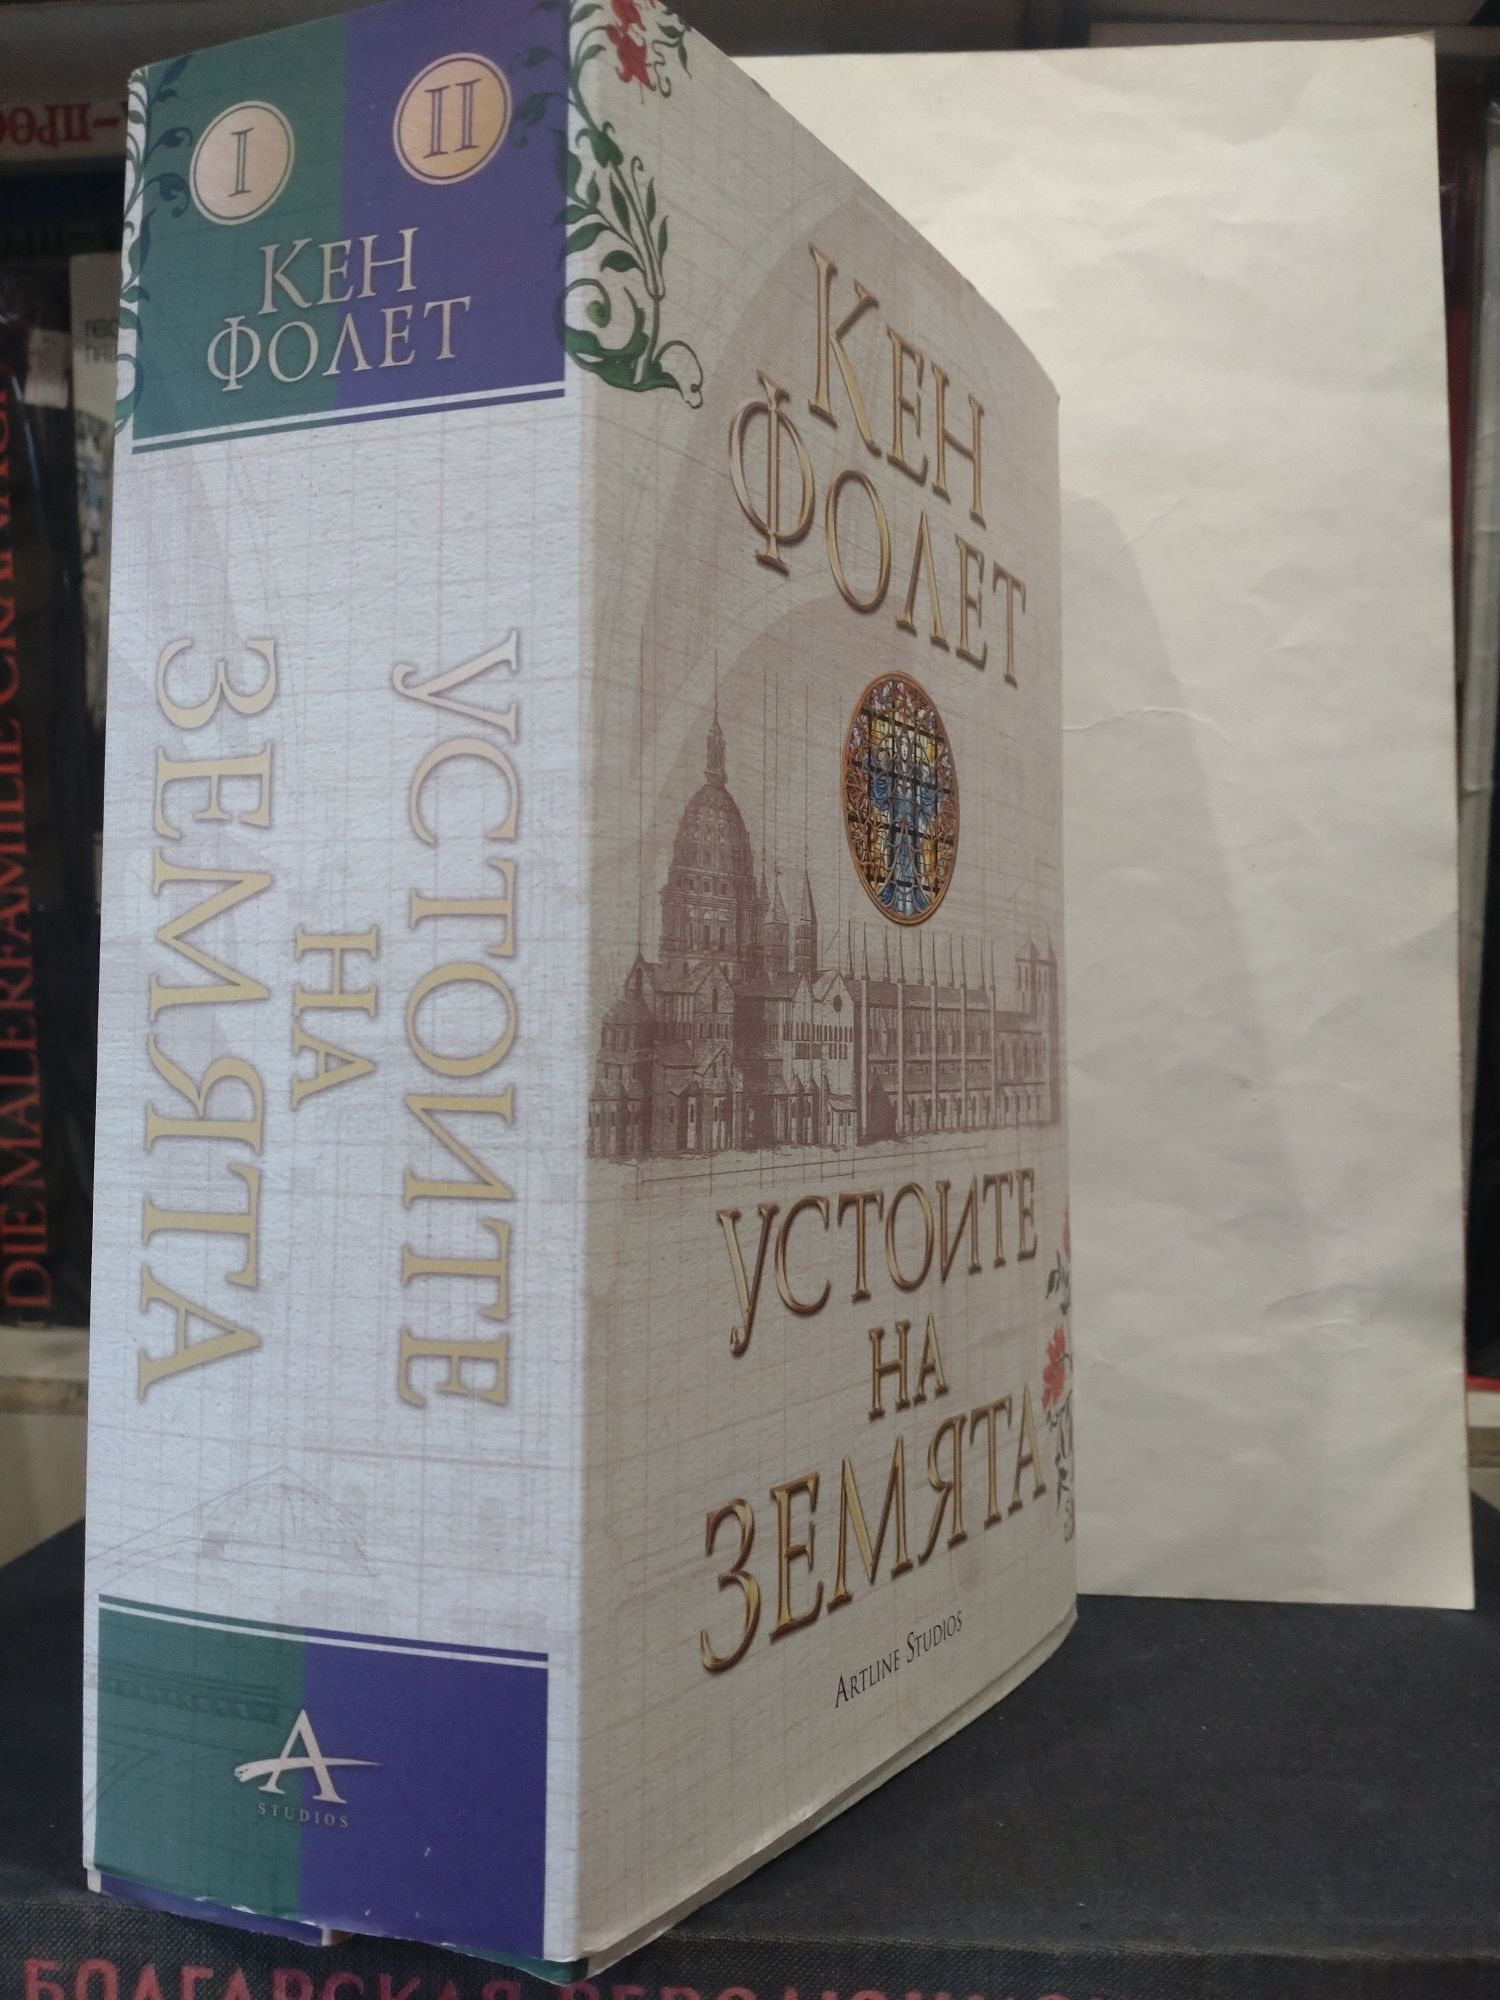 I
II
КЕН
ФОЛЕТ
УСТОИТЕ
НА
ЗЕМЯТА
A
STUDIOS
КЕН
ФОЛЕТ
УСТОИТЕ
НА
ЗЕМЯТА
ARTLINE STUDIOS
DIE MALERFAMILIE
БОЛГАРСКАЯ